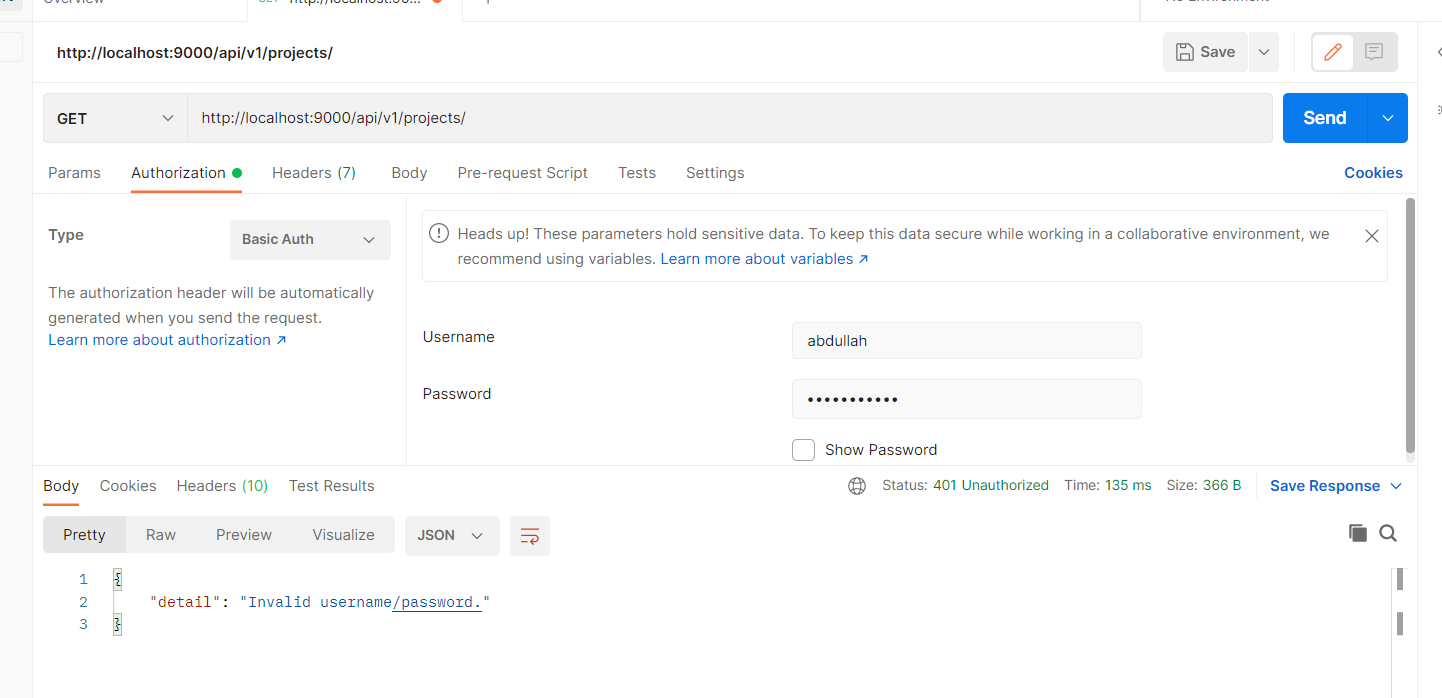 Overview
GET http://localhost:90...
+
No Environment
http://localhost:9000/api/v1/projects/
Save
GET
http://localhost:9000/api/v1/projects/
Send
Params
Authorization
Headers (7)
Body
Pre-request Script
Tests
Settings
Cookies
Type
Basic Auth
The authorization header will be automatically
generated when you send the request.
Learn more about authorization ↗
Heads up! These parameters hold sensitive data. To keep this data secure while working in a collaborative environment, we
recommend using variables. Learn more about variables ↗
Username
abdullah
Password
•••••••••••
Show Password
Body
Cookies
Headers (10)
Test Results
Status: 401 Unauthorized
Time: 135 ms
Size: 366 B
Save Response
Pretty
Raw
Preview
Visualize
JSON
1 {
2 "detail": "Invalid username/password."
3 }